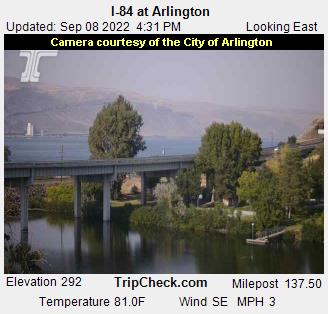 I-84 at Arlington
Updated: Sep 08 2022 4:31 PM Looking East
Camera courtesy of the City of Arlington
Elevation 292 TripCheck.com Milepost 137.50
Temperature 81.0F Wind SE MPH 3